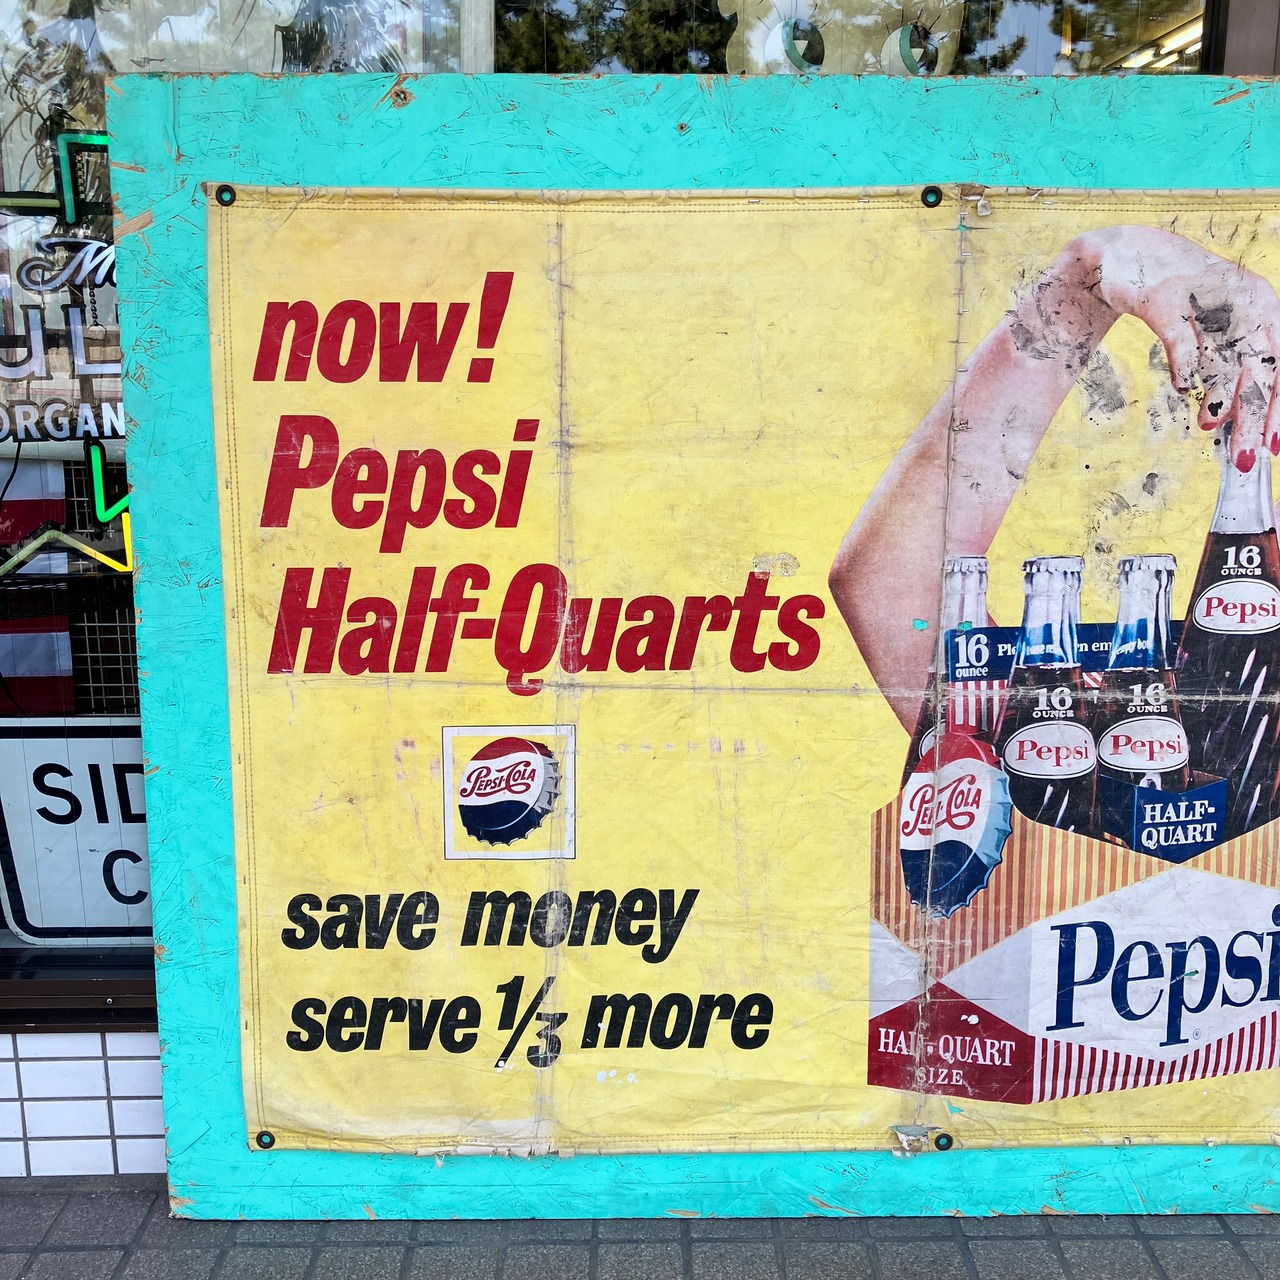 now!
Pepsi
Half-Quarts
PEPSI-COLA
save money
serve 1/3 more
16
OUNCE
Pepsi
16
ounce
16
OUNCE
Pepsi
16
OUNCE
Pepsi
PEPSI-COLA
HALF-
QUART
Pepsi
HALF-QUART
SIZE
ORGAN
SID
C